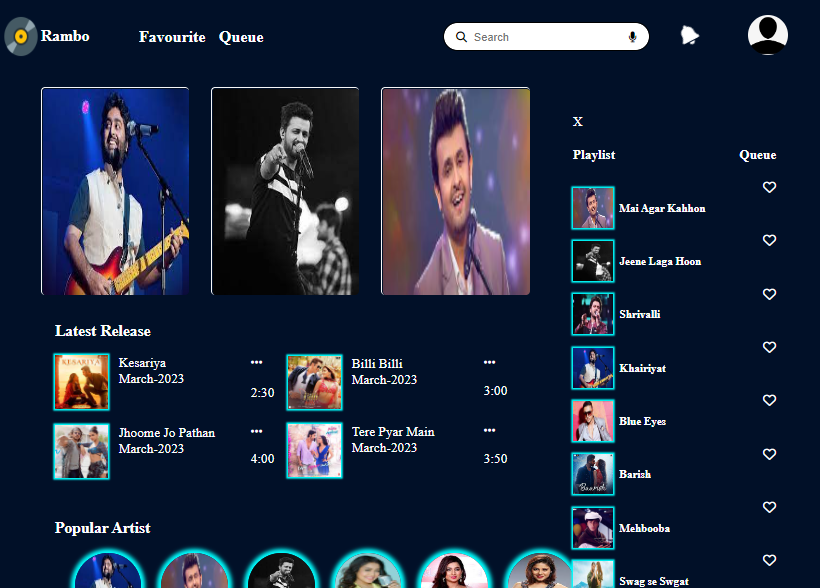 Rambo
Favourite Queue
Search
X
Playlist Queue
Mai Agar Kahhon
Jeene Laga Hoon
Shrivalli
Khairiyat
Blue Eyes
Barish
Mehbooba
Swag se Swgat
Latest Release
Kesariya
March-2023
2:30
Billi Billi
March-2023
3:00
Jhoome Jo Pathan
March-2023
4:00
Tere Pyar Main
March-2023
3:50
Popular Artist
KESARIYA
Baarish